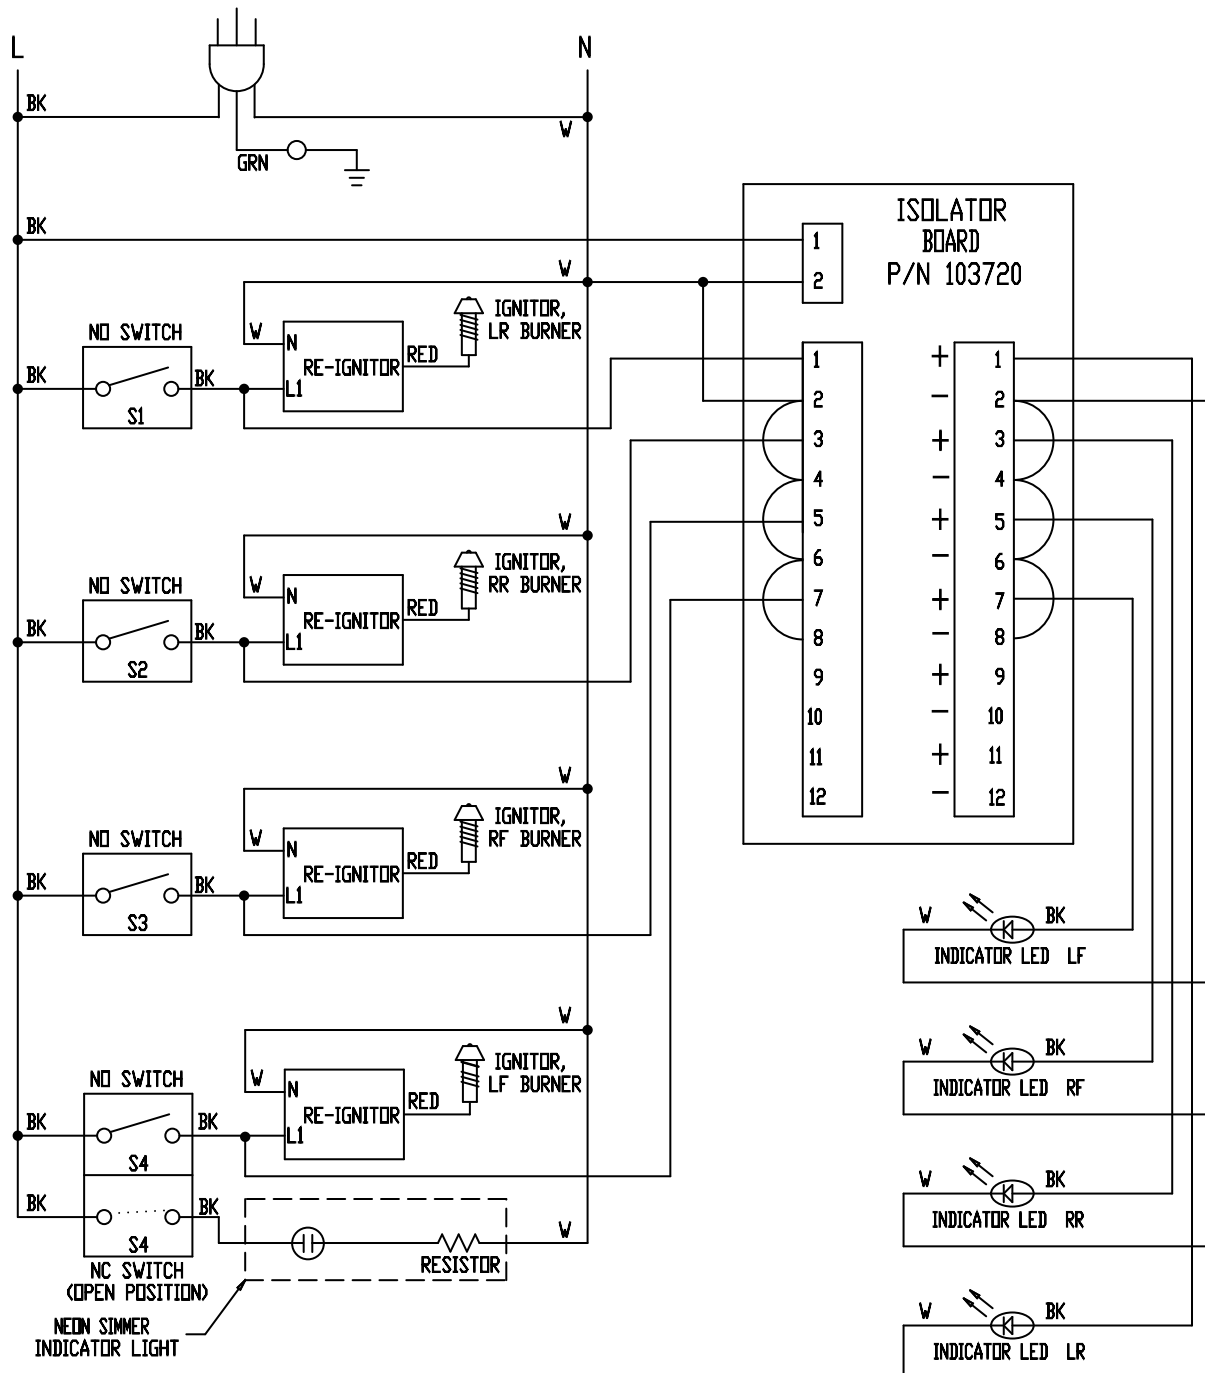 L
N
BK
W
GRN
BK
W
ISOLATOR
BOARD
P/N 103720
1
2
NO SWITCH
BK
BK
S1
W
N
RE-IGNITOR
L1
RED
IGNITOR,
LR BURNER
NO SWITCH
BK
BK
S2
W
W
N
RE-IGNITOR
L1
RED
IGNITOR,
RR BURNER
NO SWITCH
BK
BK
S3
W
W
N
RE-IGNITOR
L1
RED
IGNITOR,
RF BURNER
NO SWITCH
BK
BK
S4
W
W
N
RE-IGNITOR
L1
RED
IGNITOR,
LF BURNER
BK
BK
S4
NC SWITCH
(OPEN POSITION)
RESISTOR
W
NEON SIMMER
INDICATOR LIGHT
1 + 1
2 - 2
3 + 3
4 - 4
5 + 5
6 - 6
7 + 7
8 - 8
9 + 9
10 - 10
11 + 11
12 - 12
W BK
INDICATOR LED LF
W BK
INDICATOR LED RF
W BK
INDICATOR LED RR
W BK
INDICATOR LED LR